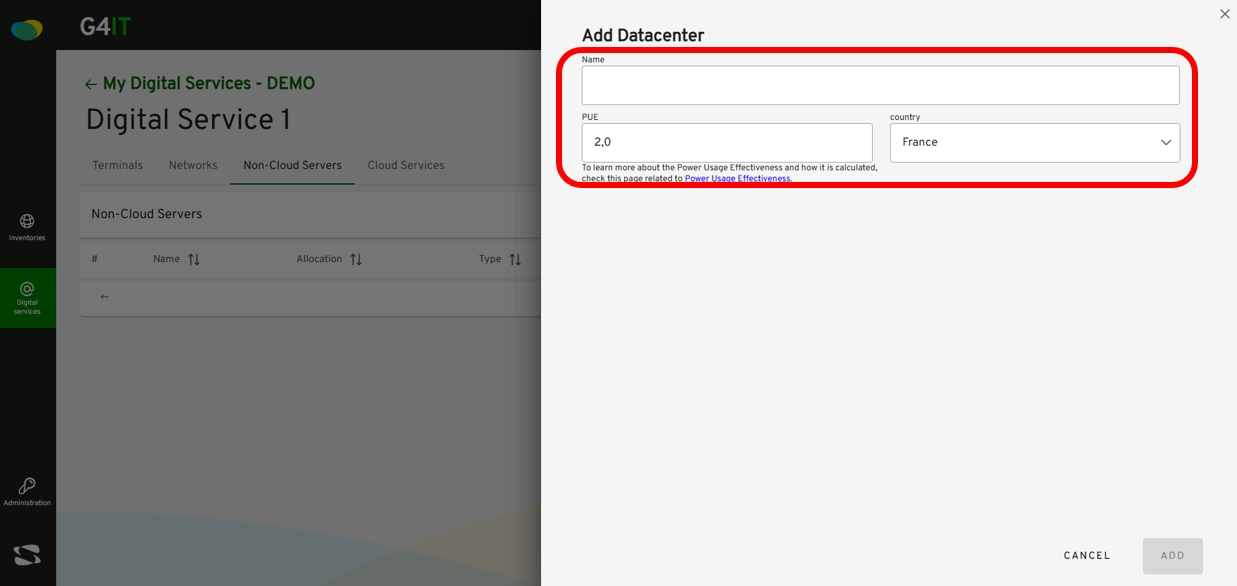 G4IT
← My Digital Services - DEMO
Digital Service 1
Terminals Networks Non-Cloud Servers Cloud Services
Non-Cloud Servers
# Name Allocation Type
←
Inventories
Digital
services
Administration
Add Datacenter
Name
PUE country
2,0 France
To learn more about the Power Usage Effectiveness and how it is calculated,
check this page related to Power Usage Effectiveness.
CANCEL ADD